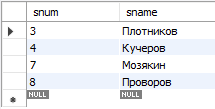 snum sname
3 Плотников
4 Кучеров
7 Мозякин
8 Проворов
NULL NULL